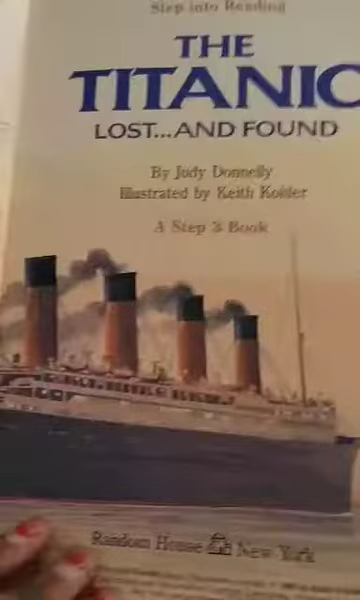 Step into Reading
THE
TITANIC
LOST...AND FOUND
By Judy Donnelly
Illustrated by Keith Kohler
A Step 3 Book
Random House New York